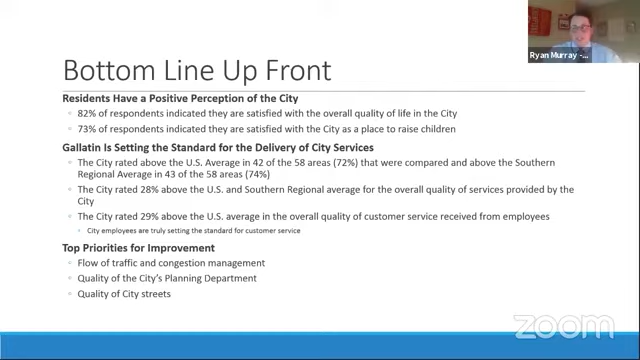 Ryan Murray -...
Bottom Line Up Front
Residents Have a Positive Perception of the City
82% of respondents indicated they are satisfied with the overall quality of life in the City
73% of respondents indicated they are satisfied with the City as a place to raise children
Gallatin Is Setting the Standard for the Delivery of City Services
The City rated above the U.S. Average in 42 of the 58 areas (72%) that were compared and above the Southern
Regional Average in 43 of the 58 areas (74%)
The City rated 28% above the U.S. and Southern Regional average for the overall quality of services provided by the
City
The City rated 29% above the U.S. average in the overall quality of customer service received from employees
City employees are truly setting the standard for customer service
Top Priorities for Improvement
Flow of traffic and congestion management
Quality of the City's Planning Department
Quality of City streets
zoom